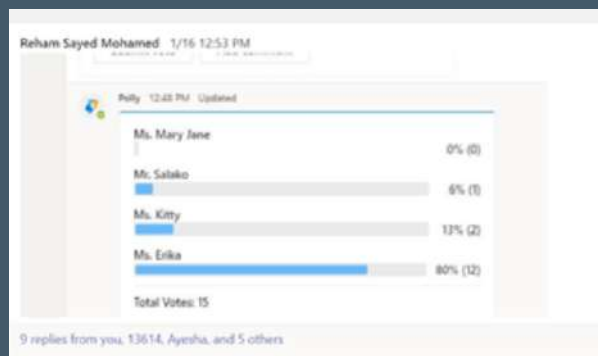 Reham Sayed Mohamed 1/16 12:53 PM
Polly 12:48 PM Updated
Ms. Mary Jane
0% (0)
Mr. Salako
6% (1)
Ms. Kitty
13% (2)
Ms. Erika
80% (12)
Total Votes: 15
9 replies from you, 13614, Ayesha, and 5 others